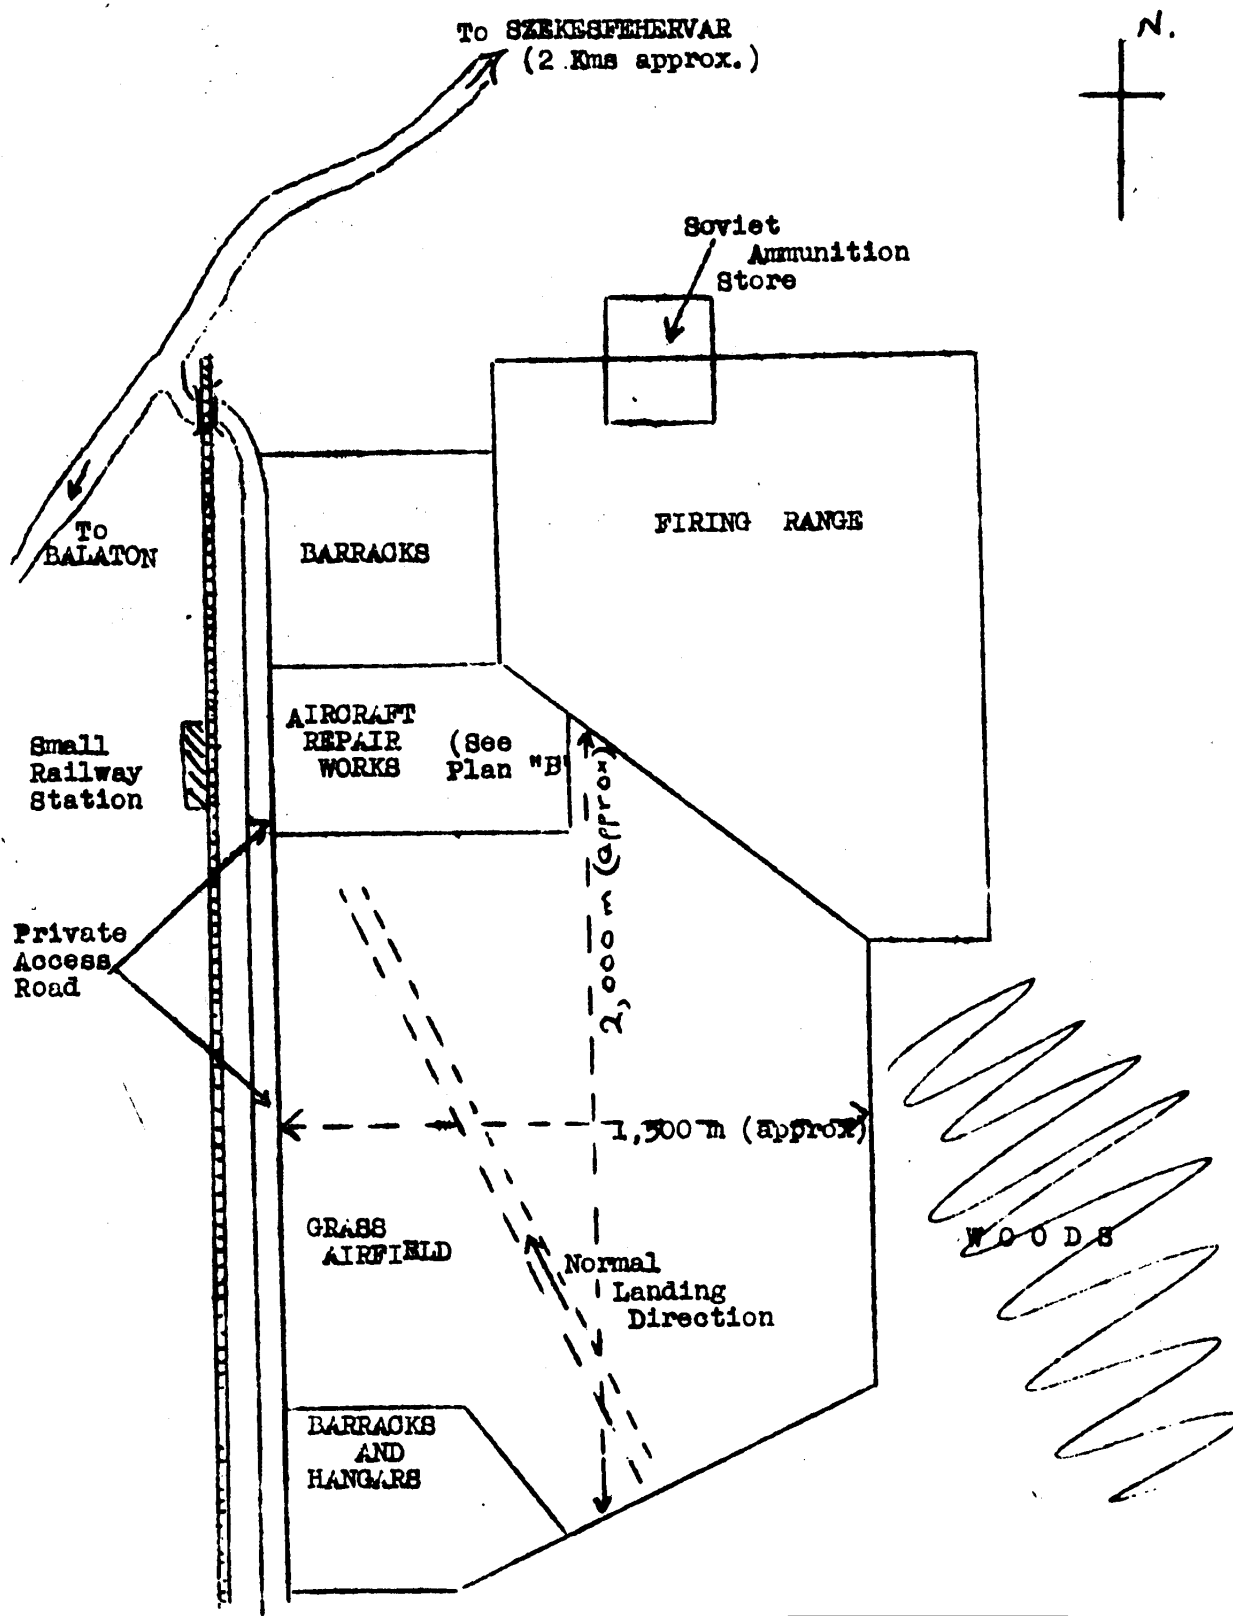 To SZEKESFEHERVAR
(2 Kms approx.)
N.
Soviet
Ammunition
Store
FIRING RANGE
To
BALATON
BARRACKS
AIRCRAFT
REPAIR (See
WORKS Plan "B"
Small
Railway
Station
2,000 m (approx)
Private
Access
Road
1,500 m (approx)
GRASS
AIRFIELD
WOODS
Normal
Landing
Direction
BARRACKS
AND
HANGARS